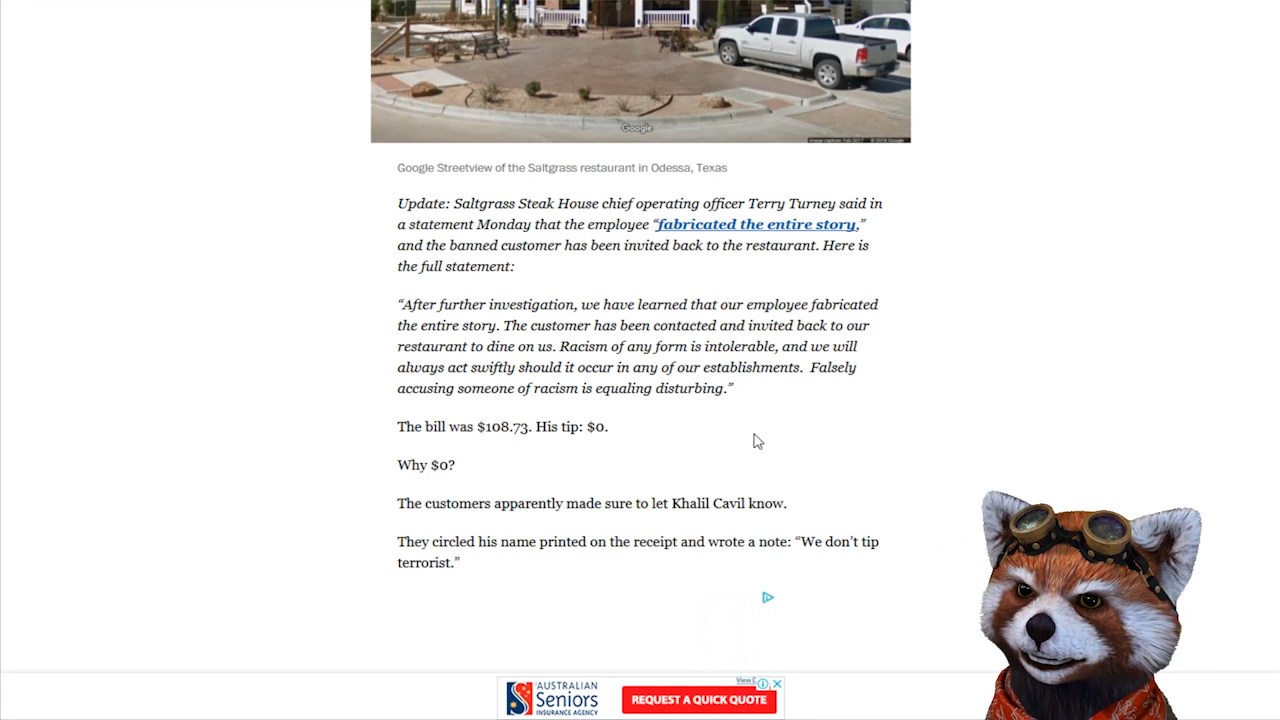 Google
Google Streetview of the Saltgrass restaurant in Odessa, Texas
Update: Saltgrass Steak House chief operating officer Terry Turney said in
a statement Monday that the employee “fabricated the entire story,”
and the banned customer has been invited back to the restaurant. Here is
the full statement:
“After further investigation, we have learned that our employee fabricated
the entire story. The customer has been contacted and invited back to our
restaurant to dine on us. Racism of any form is intolerable, and we will
always act swiftly should it occur in any of our establishments.  Falsely
accusing someone of racism is equaling disturbing.”
The bill was $108.73. His tip: $0.
Why $0?
The customers apparently made sure to let Khalil Cavil know.
They circled his name printed on the receipt and wrote a note: “We don’t tip
terrorist.”
AUSTRALIAN
Seniors
INSURANCE AGENCY
REQUEST A QUICK QUOTE